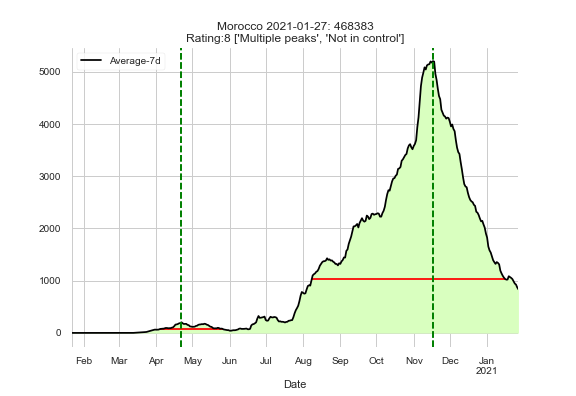 Morocco 2021-01-27: 468383
Rating:8 ['Multiple peaks', 'Not in control']
Average-7d
5000
4000
3000
2000
1000
0
Feb Mar Apr May Jun Jul Aug Sep Oct Nov Dec Jan
2021
Date